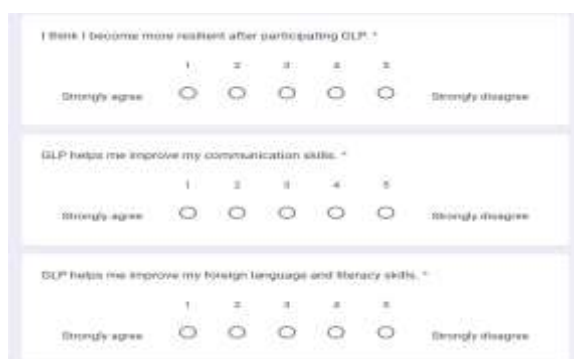 I think I become more resilient after participating GLP. *
1 2 3 4 5
Strongly agree Strongly disagree
GLP helps me improve my communication skills. *
1 2 3 4 5
Strongly agree Strongly disagree
GLP helps me improve my foreign language and literacy skills. *
1 2 3 4 5
Strongly agree Strongly disagree